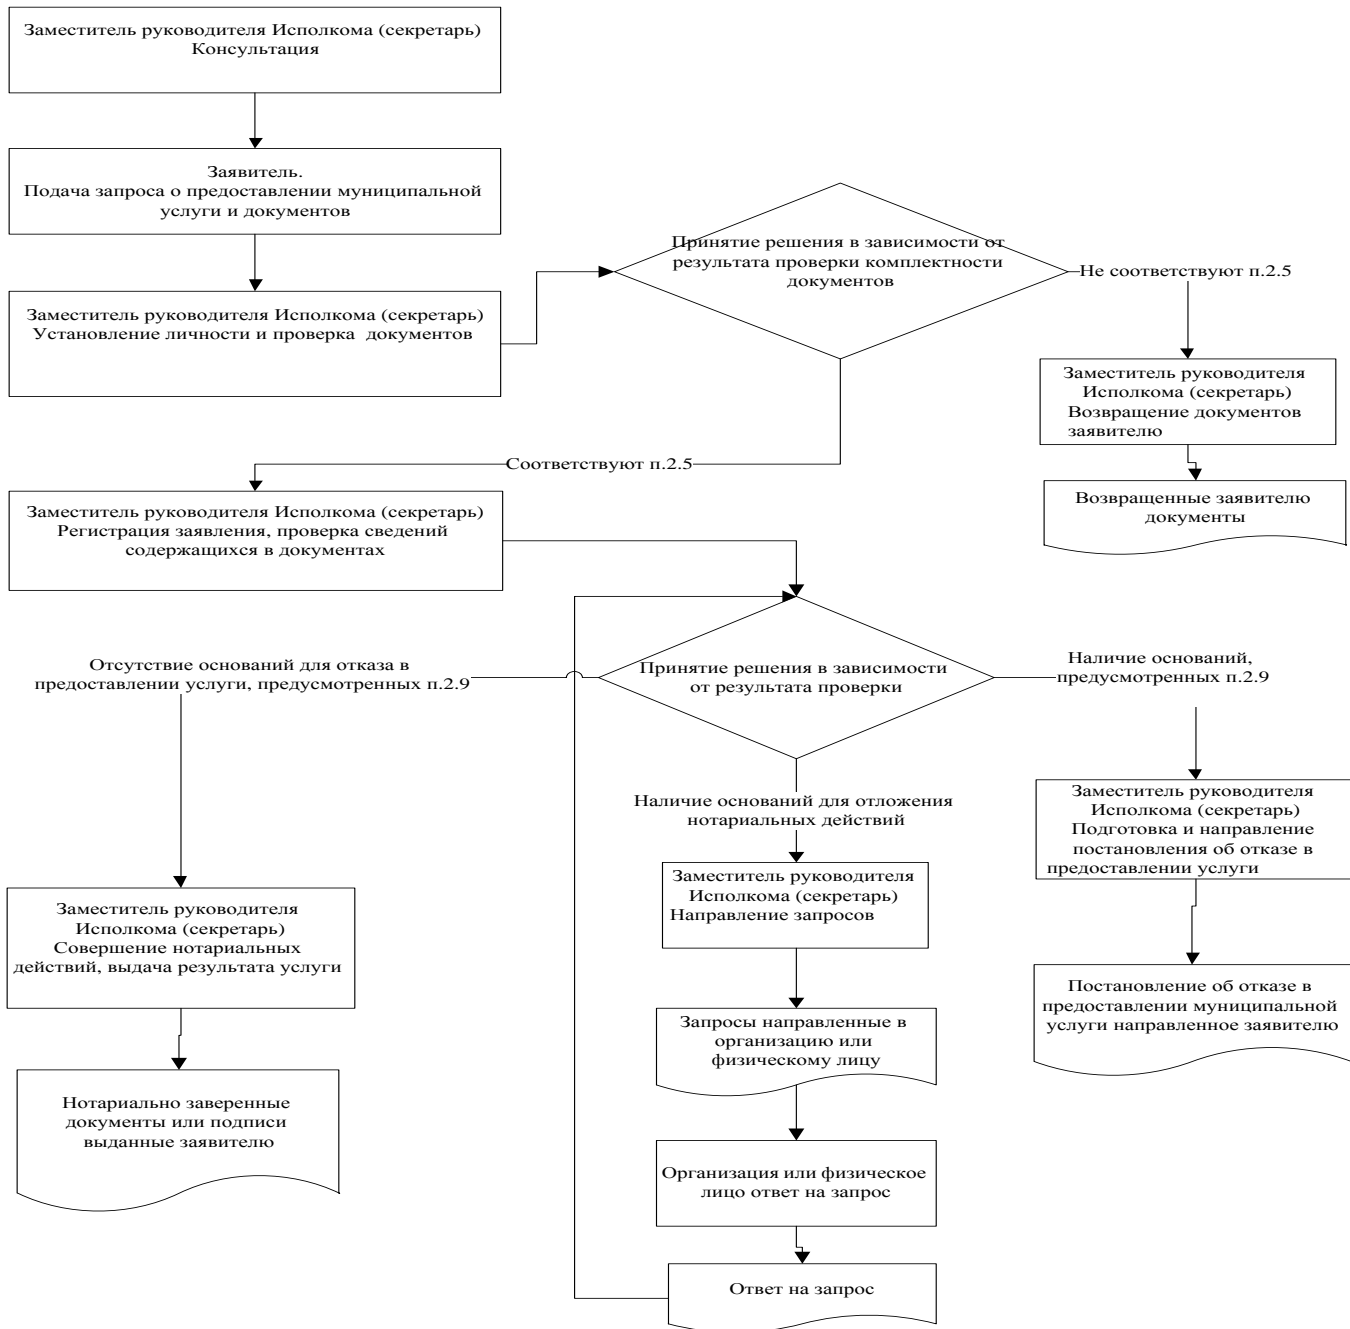 Заместитель руководителя Исполкома (секретарь)
Консультация
Заявитель.
Подача запроса о предоставлении муниципальной
услуги и документов
Заместитель руководителя Исполкома (секретарь)
Установление личности и проверка документов
Принятие решения в зависимости от
результата проверки комплектности
документов
Не соответствуют п.2.5
Заместитель руководителя
Исполкома (секретарь)
Возвращение документов
заявителю
Возвращенные заявителю
документы
Соответствуют п.2.5
Заместитель руководителя Исполкома (секретарь)
Регистрация заявления, проверка сведений
содержащихся в документах
Принятие решения в зависимости
от результата проверки
Отсутствие оснований для отказа в
предоставлении услуги, предусмотренных п.2.9
Наличие оснований,
предусмотренных п.2.9
Наличие оснований для отложения
нотариальных действий
Заместитель руководителя
Исполкома (секретарь)
Совершение нотариальных
действий, выдача результата услуги
Нотариально заверенные
документы или подписи
выданные заявителю
Заместитель руководителя
Исполкома (секретарь)
Направление запросов
Запросы направленные в
организацию или
физическому лицу
Организация или физическое
лицо ответ на запрос
Ответ на запрос
Заместитель руководителя
Исполкома (секретарь)
Подготовка и направление
постановления об отказе в
предоставлении услуги
Постановление об отказе в
предоставлении муниципальной
услуги направленное заявителю